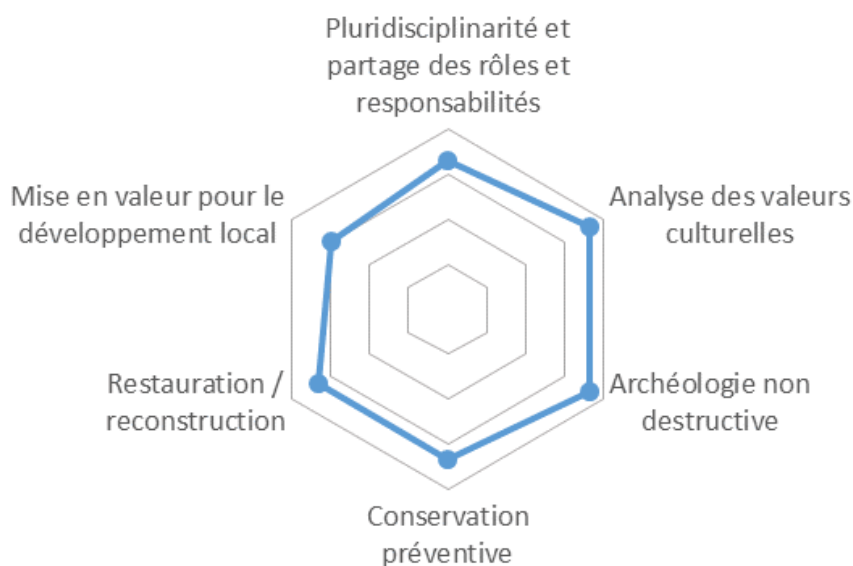 Pluridisciplinarité et
partage des rôles et
responsabilités
Mise en valeur pour le
développement local
Analyse des valeurs
culturelles
Restauration /
reconstruction
Archéologie non
destructive
Conservation
préventive